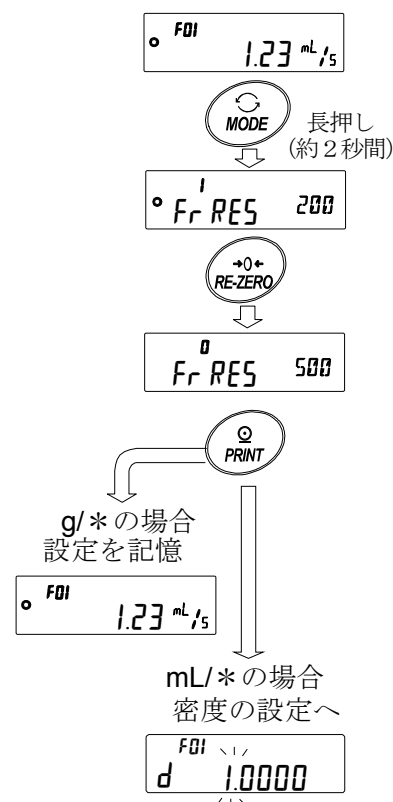 F01
1.23 mL/s
MODE
長押し
(約２秒間)
1
Fr RES 200
→0←
RE-ZERO
0
Fr RES 500
PRINT
g/＊の場合
設定を記憶
F01
1.23 mL/s
mL/＊の場合
密度の設定へ
F01
d 1.0000